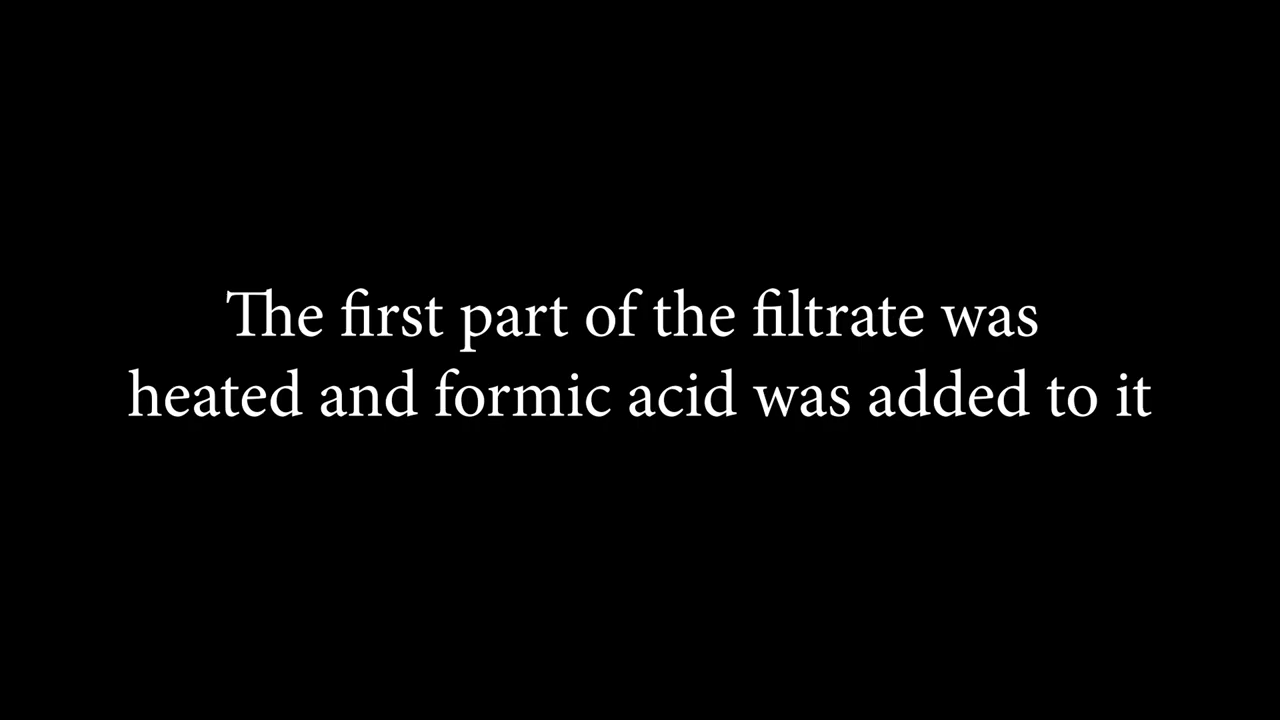 The first part of the filtrate was
heated and formic acid was added to it